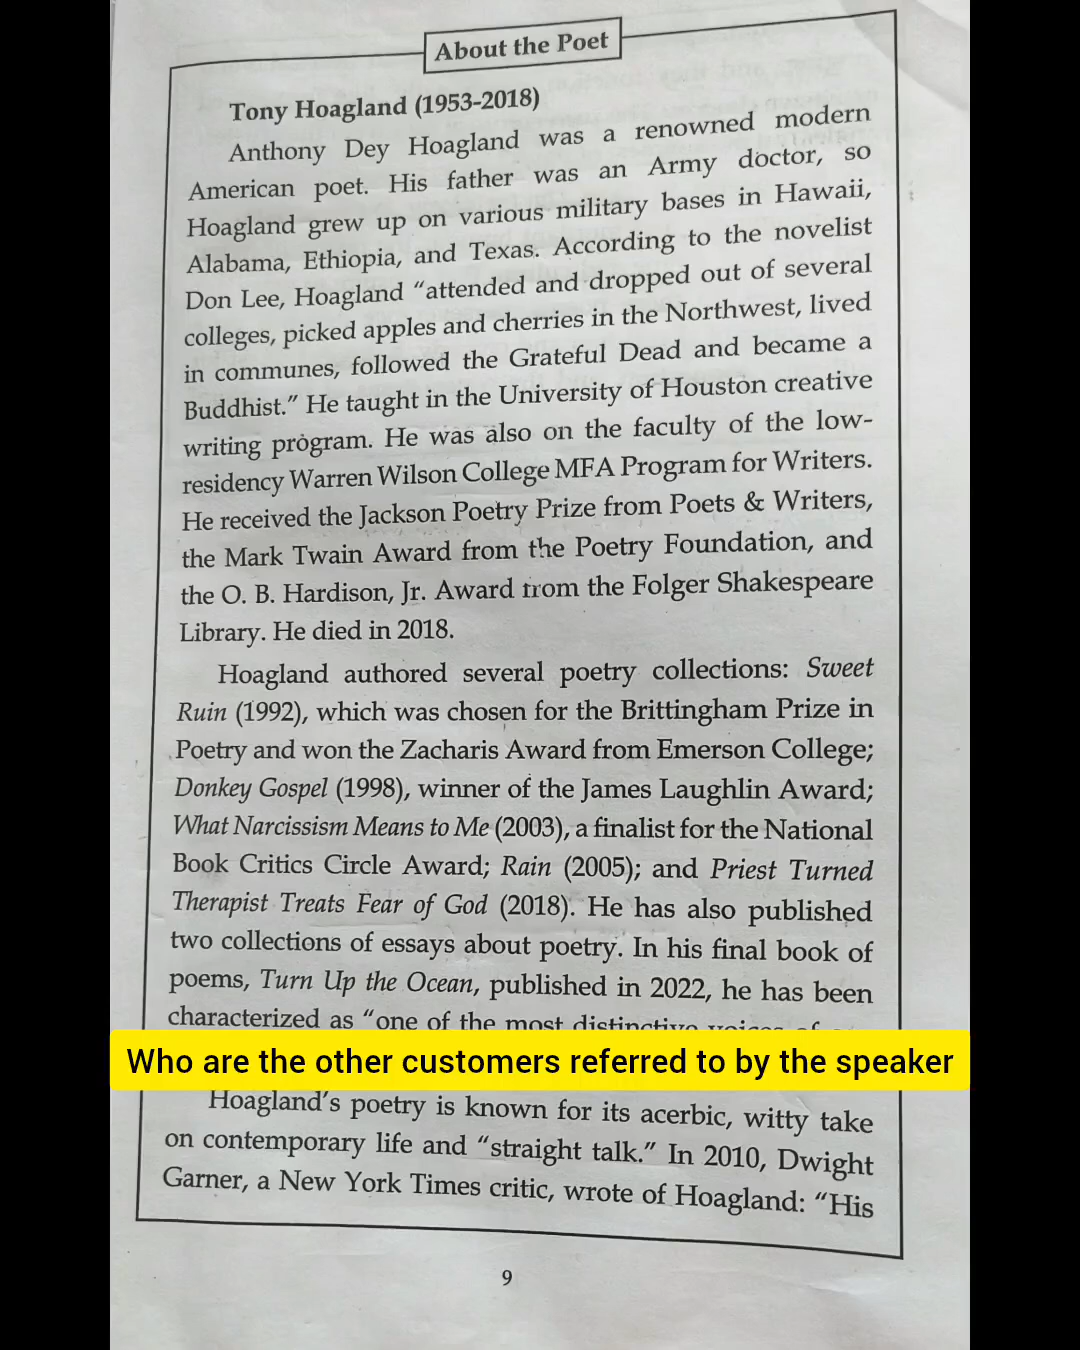 About the Poet
Tony Hoagland (1953-2018)
Anthony Dey Hoagland was a renowned modern
American poet. His father was an Army doctor, so
Hoagland grew up on various military bases in Hawaii,
Alabama, Ethiopia, and Texas. According to the novelist
Don Lee, Hoagland “attended and dropped out of several
colleges, picked apples and cherries in the Northwest, lived
in communes, followed the Grateful Dead and became a
Buddhist.” He taught in the University of Houston creative
writing program. He was also on the faculty of the low-
residency Warren Wilson College MFA Program for Writers.
He received the Jackson Poetry Prize from Poets & Writers,
the Mark Twain Award from the Poetry Foundation, and
the O. B. Hardison, Jr. Award from the Folger Shakespeare
Library. He died in 2018.
Hoagland authored several poetry collections: Sweet
Ruin (1992), which was chosen for the Brittingham Prize in
Poetry and won the Zacharis Award from Emerson College;
Donkey Gospel (1998), winner of the James Laughlin Award;
What Narcissism Means to Me (2003), a finalist for the National
Book Critics Circle Award; Rain (2005); and Priest Turned
Therapist Treats Fear of God (2018). He has also published
two collections of essays about poetry. In his final book of
poems, Turn Up the Ocean, published in 2022, he has been
characterized as “one of the most distinctive voices of
Who are the other customers referred to by the speaker
Hoagland's poetry is known for its acerbic, witty take
on contemporary life and “straight talk.” In 2010, Dwight
Garner, a New York Times critic, wrote of Hoagland: “His
9